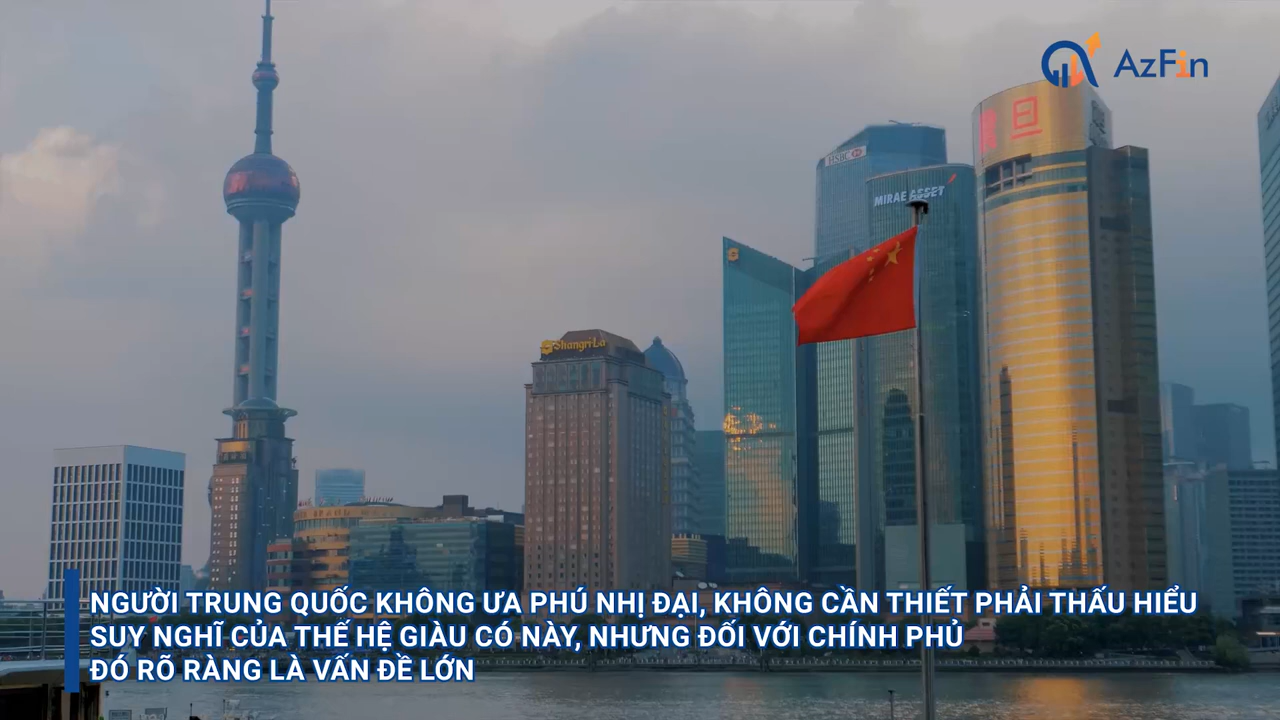 AzFin
HSBC
MIRAE ASSET
旦
Shangri-La
NGƯỜI TRUNG QUỐC KHÔNG ƯA PHÚ NHỊ ĐẠI, KHÔNG CẦN THIẾT PHẢI THẤU HIỂU
SUY NGHĨ CỦA THẾ HỆ GIÀU CÓ NÀY, NHƯNG ĐỐI VỚI CHÍNH PHỦ
ĐÓ RÕ RÀNG LÀ VẤN ĐỀ LỚN